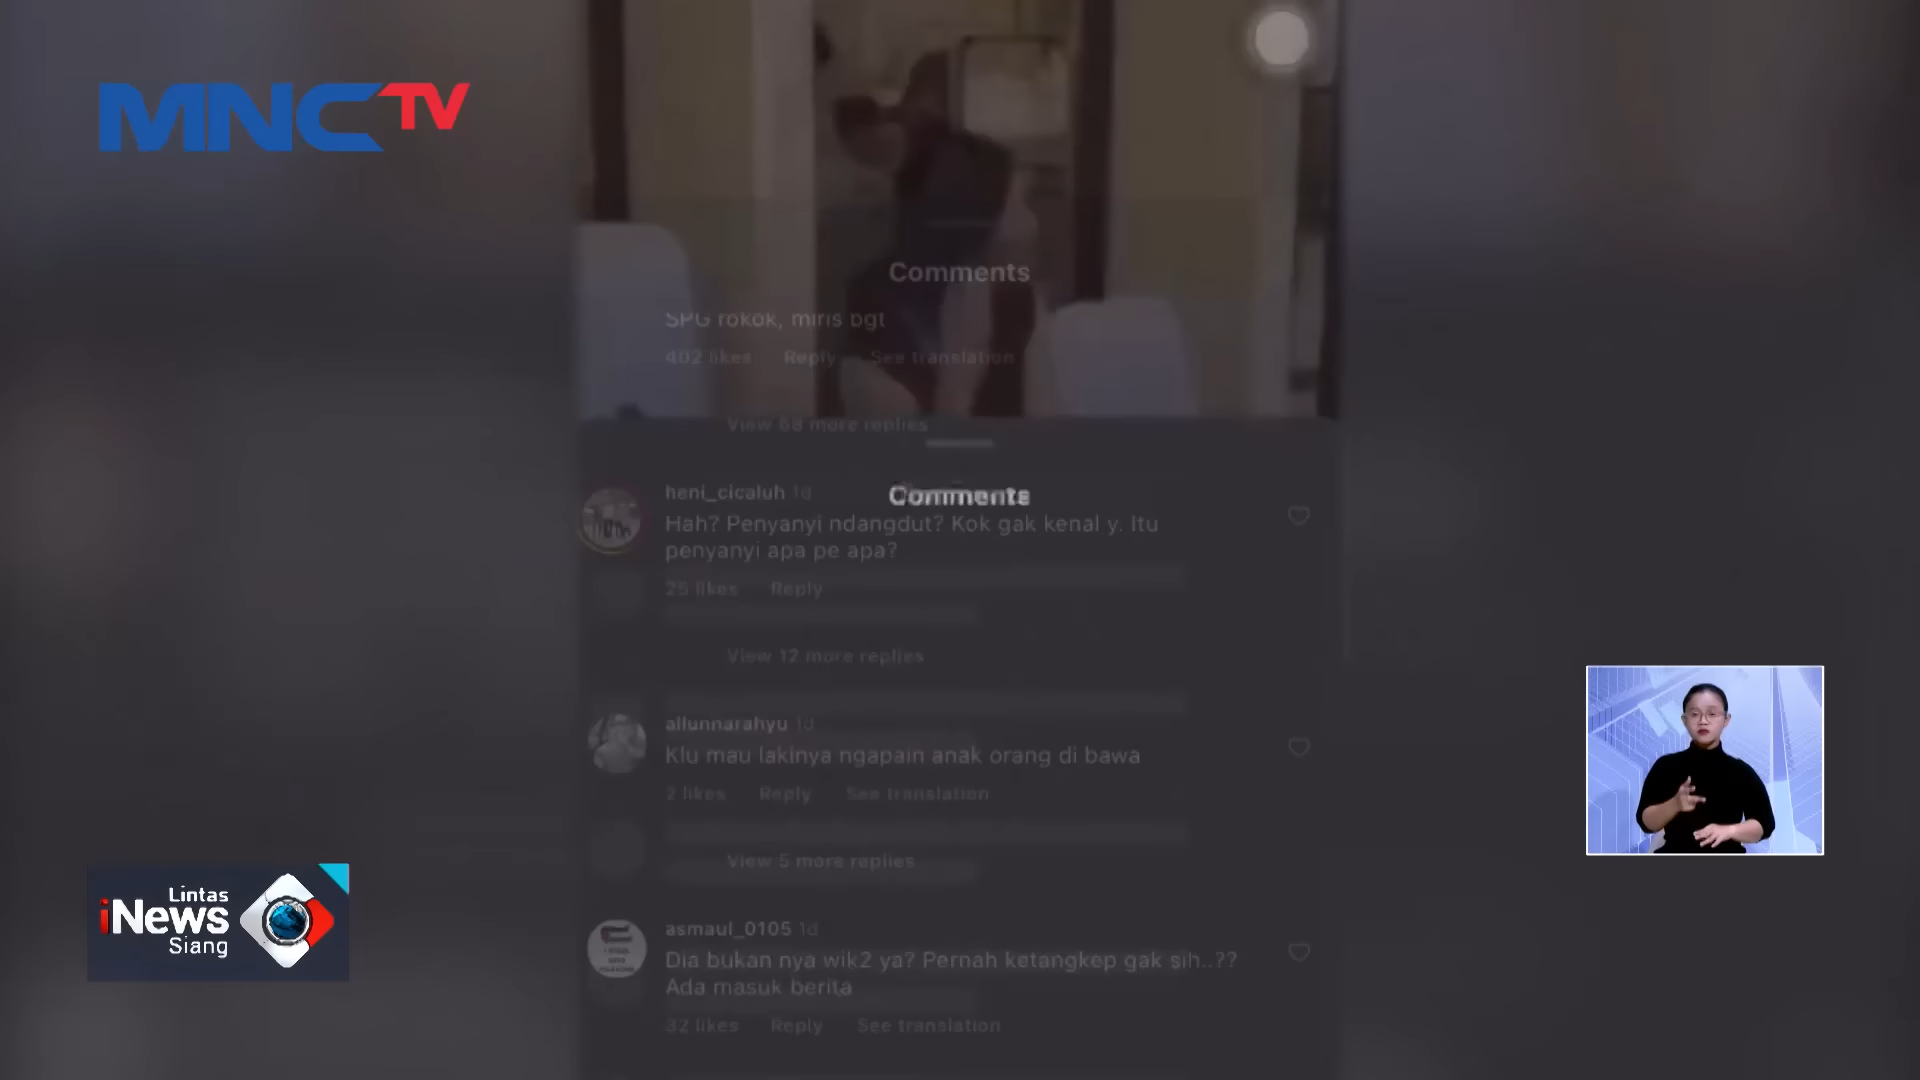 MNCTV
Comments
SPG rokok, miris bgt
402 likes Reply See translation
View 68 more replies
heni_cicaluh 1d
Comments
Hah? Penyanyi ndangdut? Kok gak kenal y. Itu
penyanyi apa pe apa?
25 likes Reply
View 12 more replies
allunnarahyu 1d
Klu mau lakinya ngapain anak orang di bawa
2 likes Reply See translation
View 5 more replies
asmaul_0105 1d
Dia bukan nya wik2 ya? Pernah ketangkep gak sih..??
Ada masuk berita
32 likes Reply See translation
Lintas
iNews
Siang